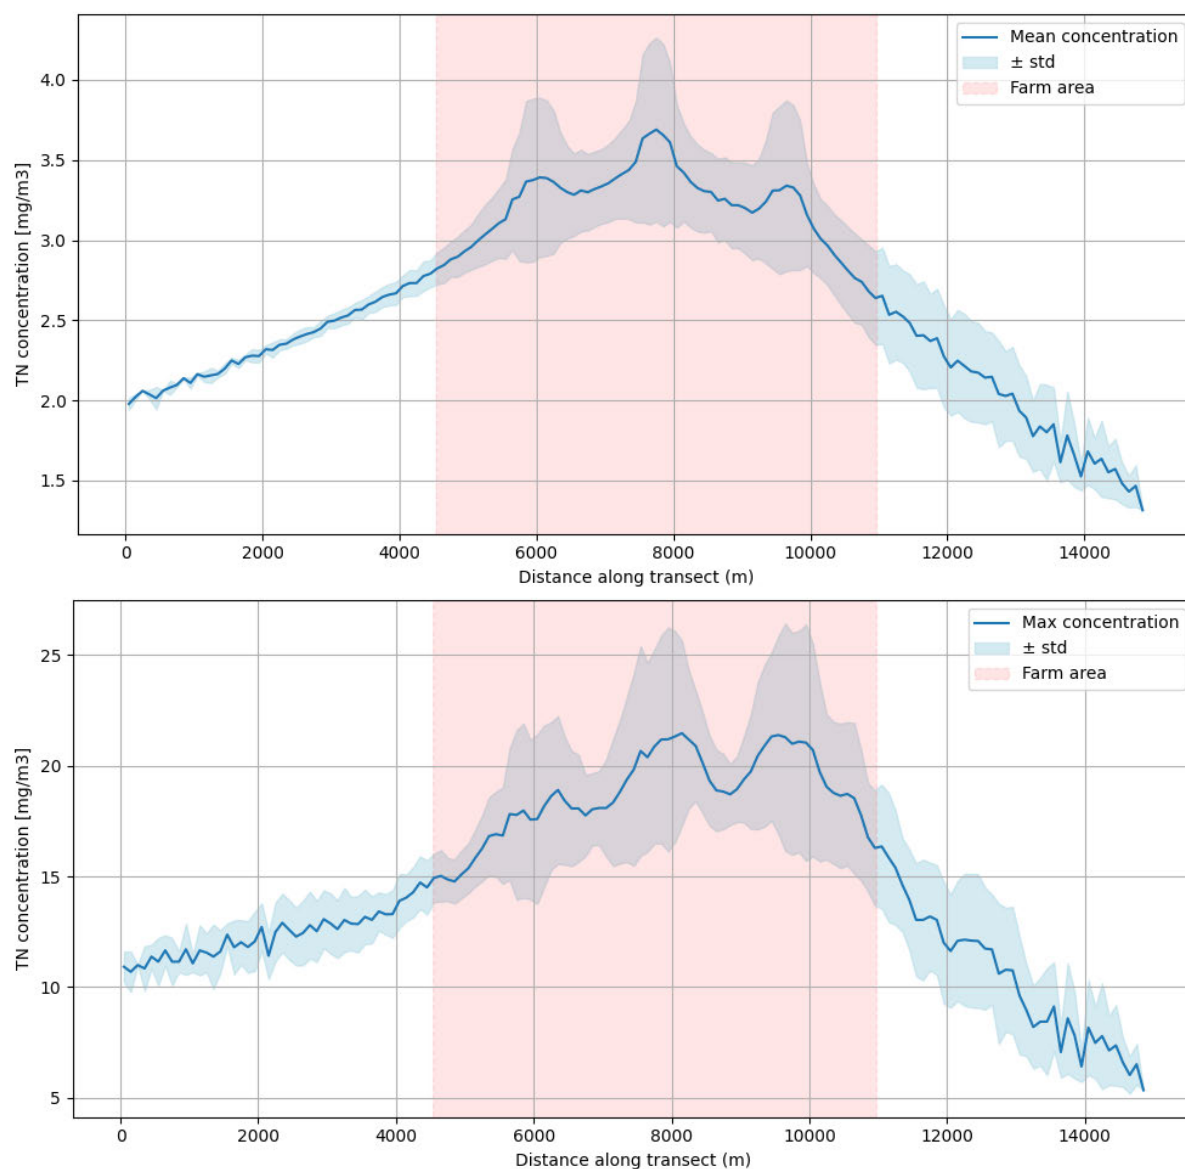 Mean concentration
± std
Farm area
4.0
3.5
3.0
2.5
2.0
1.5
TN concentration [mg/m3]
0 2000 4000 6000 8000 10000 12000 14000
Distance along transect (m)
Max concentration
± std
Farm area
25
20
15
10
5
TN concentration [mg/m3]
0 2000 4000 6000 8000 10000 12000 14000
Distance along transect (m)